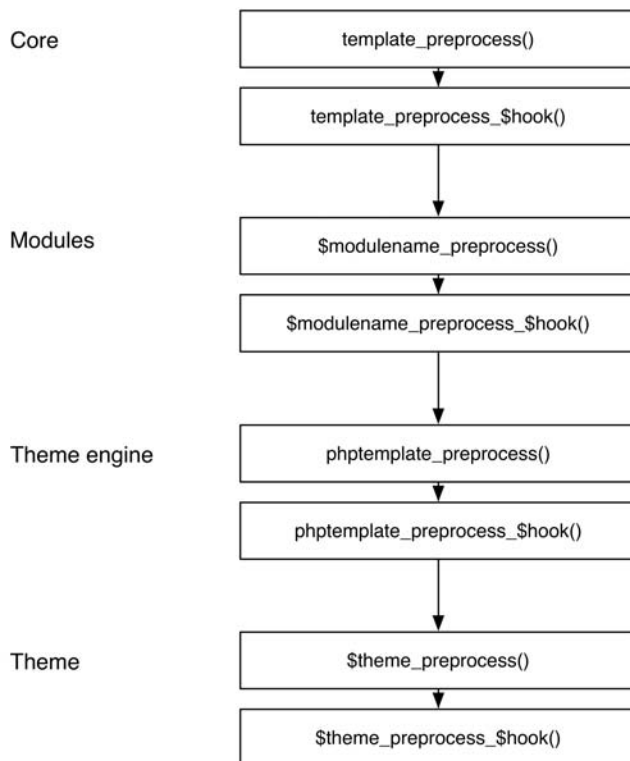 Core
template_preprocess()
template_preprocess_$hook()
Modules
$modulename_preprocess()
$modulename_preprocess_$hook()
Theme engine
phptemplate_preprocess()
phptemplate_preprocess_$hook()
Theme
$theme_preprocess()
$theme_preprocess_$hook()